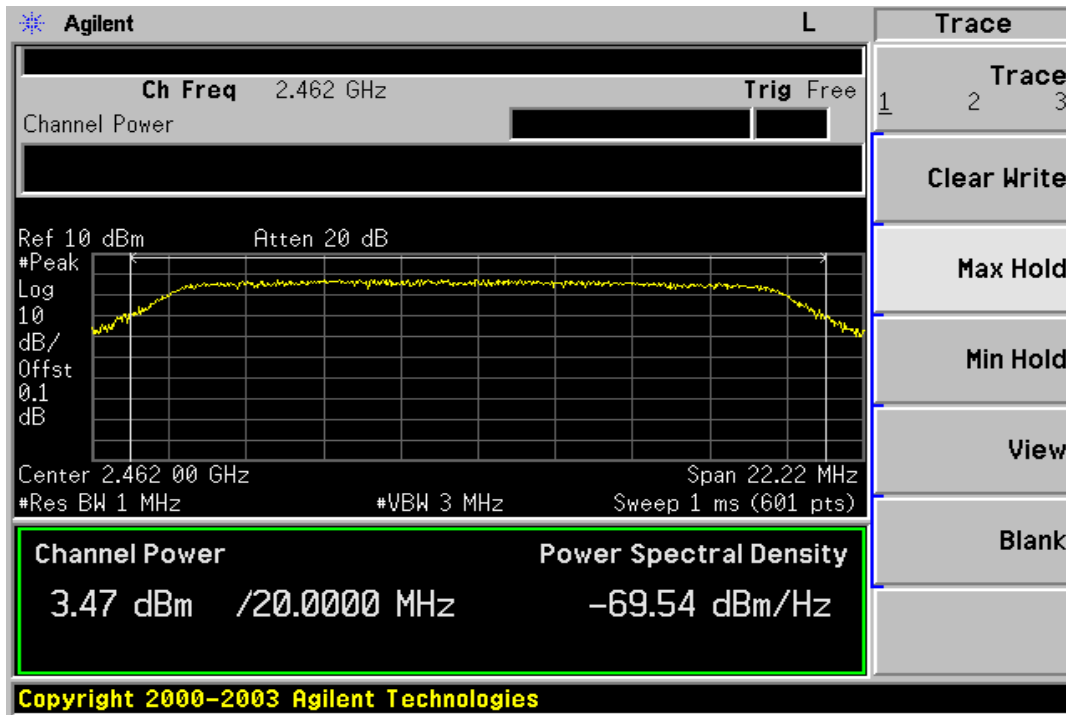 Agilent L Trace
Ch Freq 2.462 GHz Trig Free
Trace
1 2 3
Channel Power
Clear Write
Ref 10 dBm Atten 20 dB
#Peak
Max Hold
Log
10
dB/
Offst
Min Hold
0.1
dB
View
Center 2.462 00 GHz Span 22.22 MHz
#Res BW 1 MHz #VBW 3 MHz Sweep 1 ms (601 pts)
Blank
Channel Power Power Spectral Density
3.47 dBm /20.0000 MHz -69.54 dBm/Hz
Copyright 2000-2003 Agilent Technologies